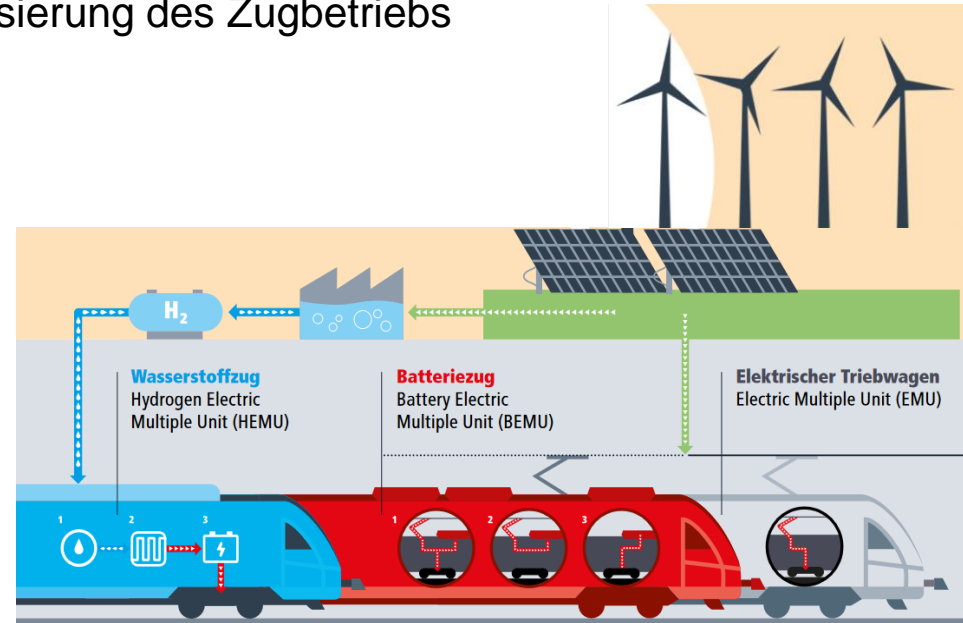 sierung des Zugbetriebs
H₂
Wasserstoffzug
Hydrogen Electric
Multiple Unit (HEMU)
Batteriezug
Battery Electric
Multiple Unit (BEMU)
Elektrischer Triebwagen
Electric Multiple Unit (EMU)
1 2 3
1 2 3